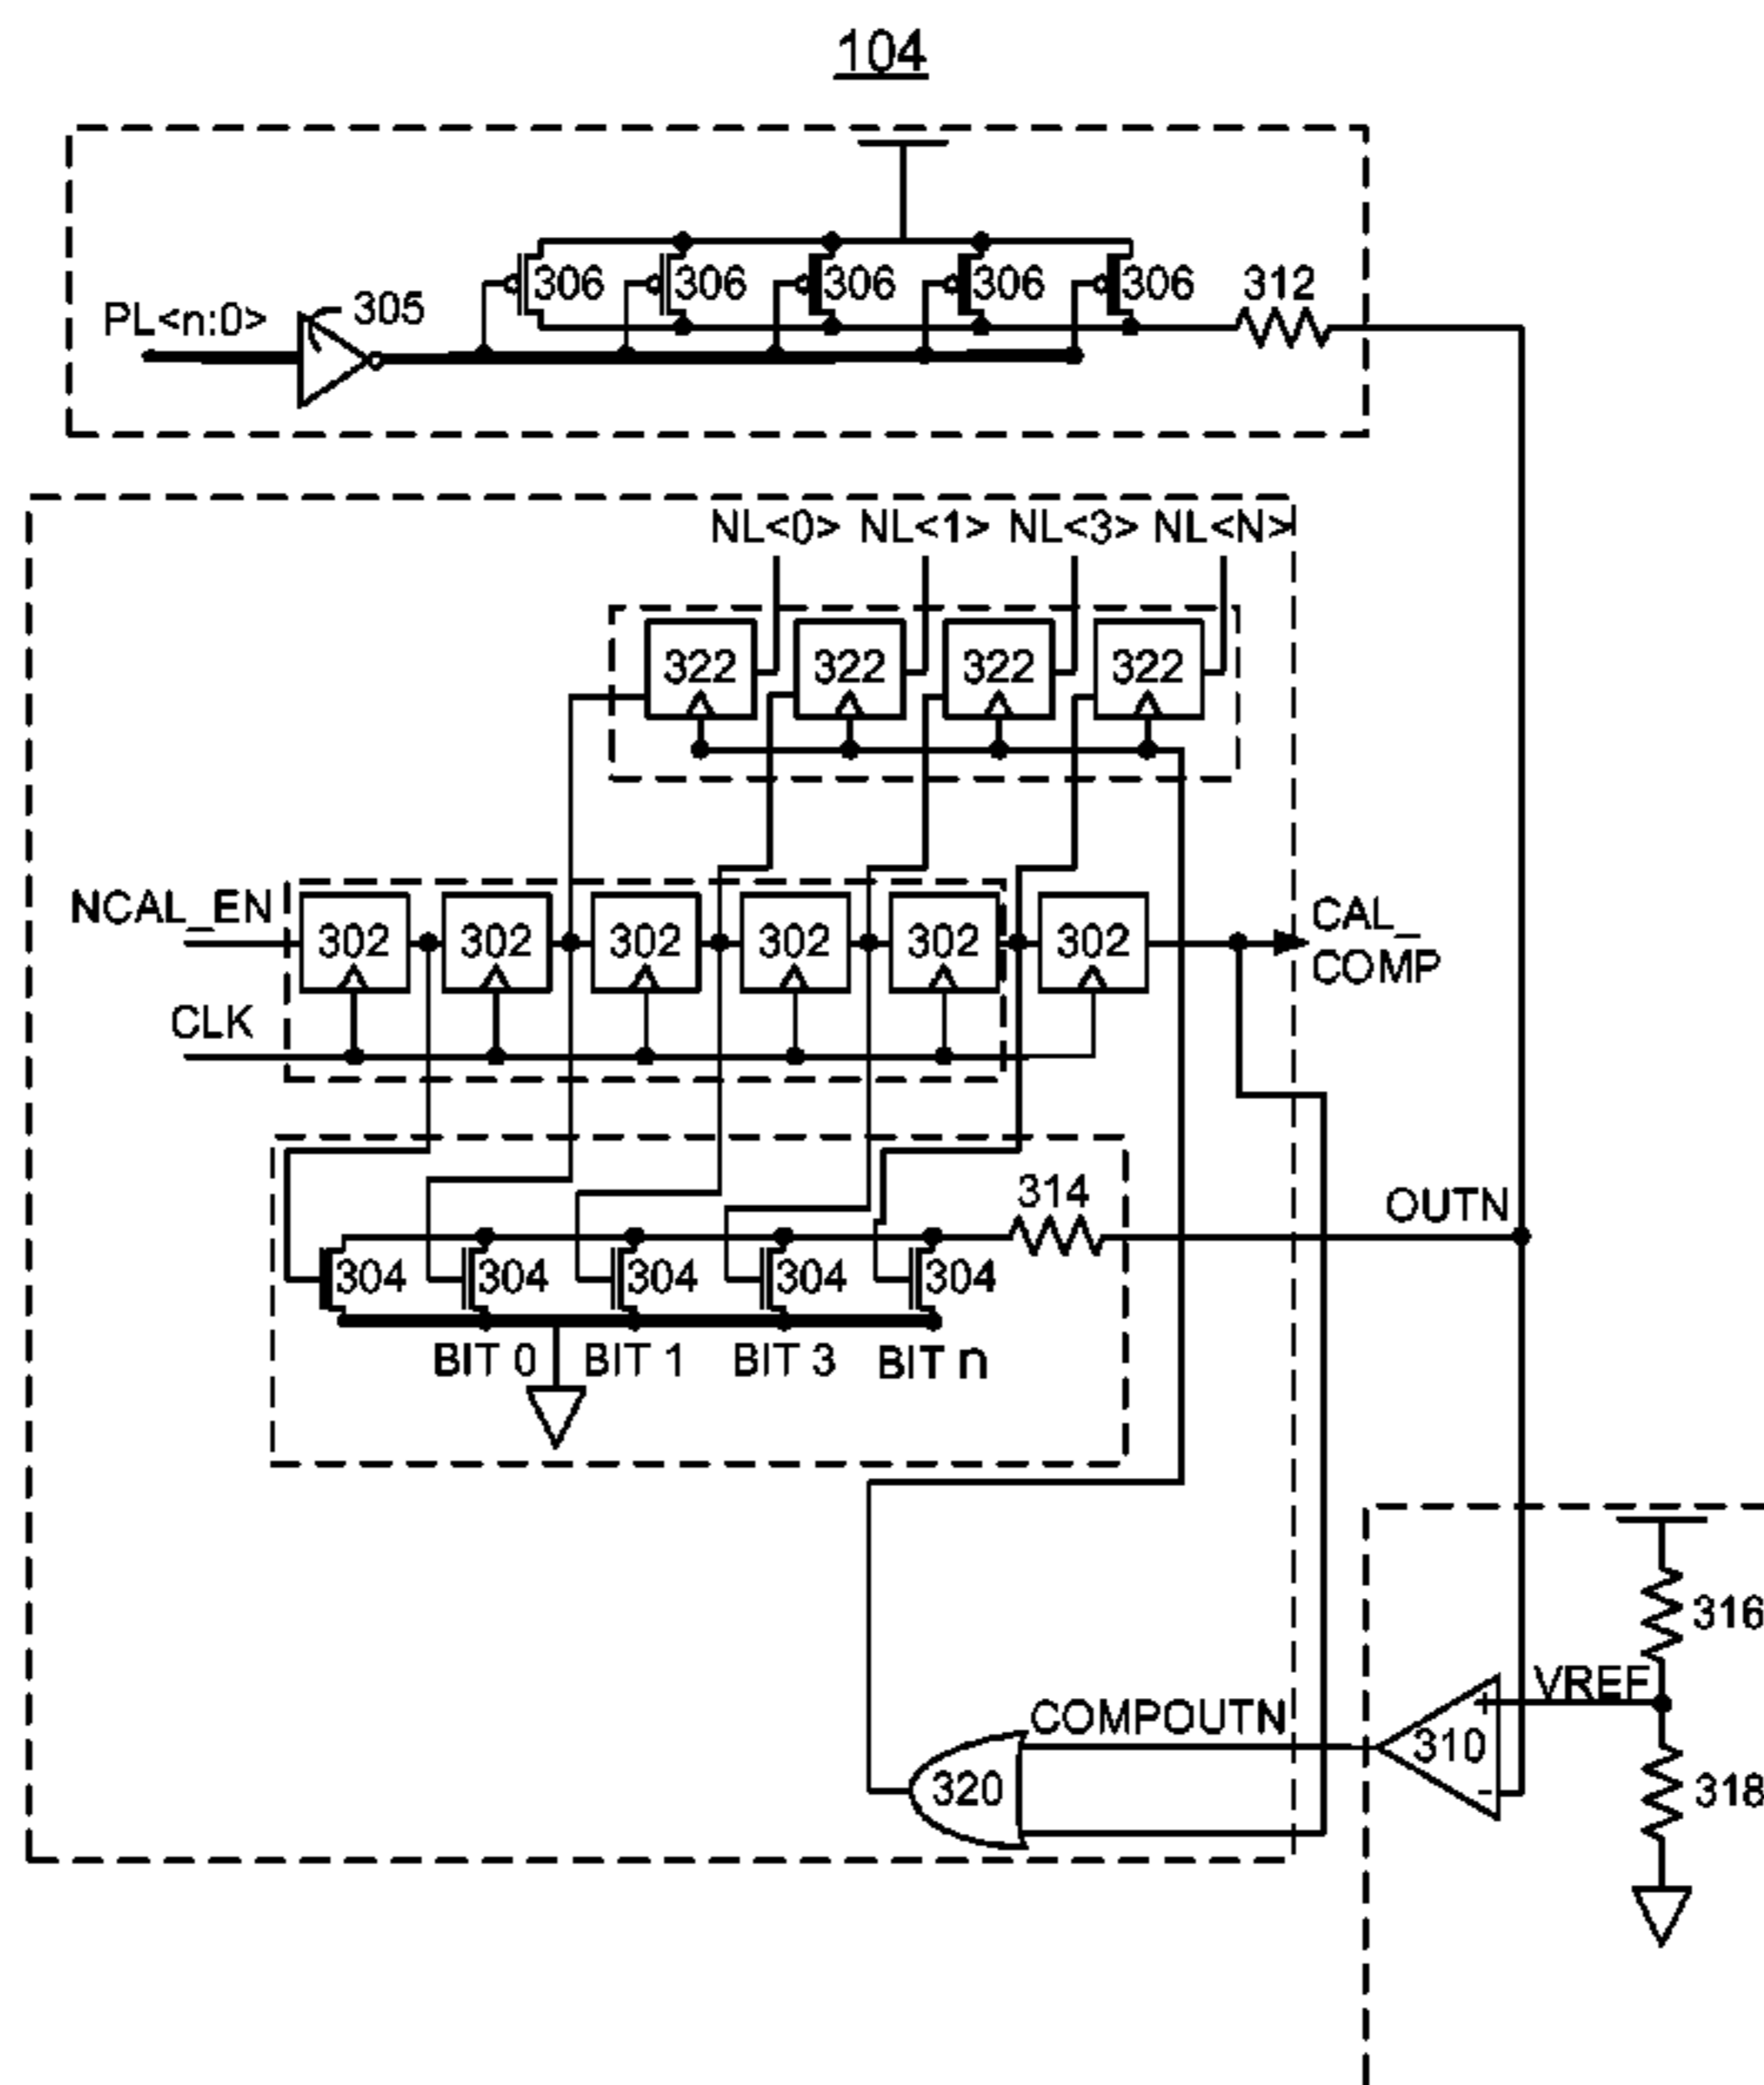 104
306 306 306 306 306 312
PL<n:0> 305
NL<0> NL<1> NL<3> NL<N>
322 322 322 322
NCAL_EN 302 302 302 302 302 302 CAL_
COMP
CLK
314 OUTN
304 304 304 304 304
BIT 0 BIT 1 BIT 3 BIT n
316
VREF
COMPOUTN + 310
320 - 318